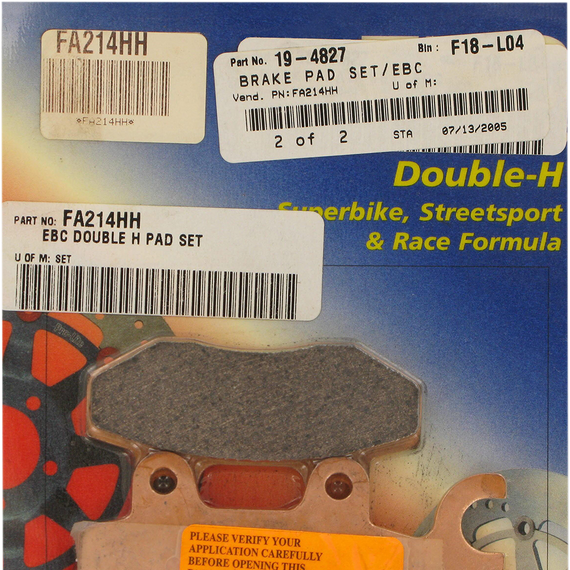 FA214HH
*FA214HH*
Part No. 19-4827 Bin: F18-L04
BRAKE PAD SET/EBC
Vend. PN:FA214HH U of M:
2 of 2 STA 07/13/2005
Double-H
Superbike, Streetsport
& Race Formula
PART NO: FA214HH
EBC DOUBLE H PAD SET
U OF M: SET
PLEASE VERIFY YOUR
APPLICATION CAREFULLY
BEFORE OPENING THIS